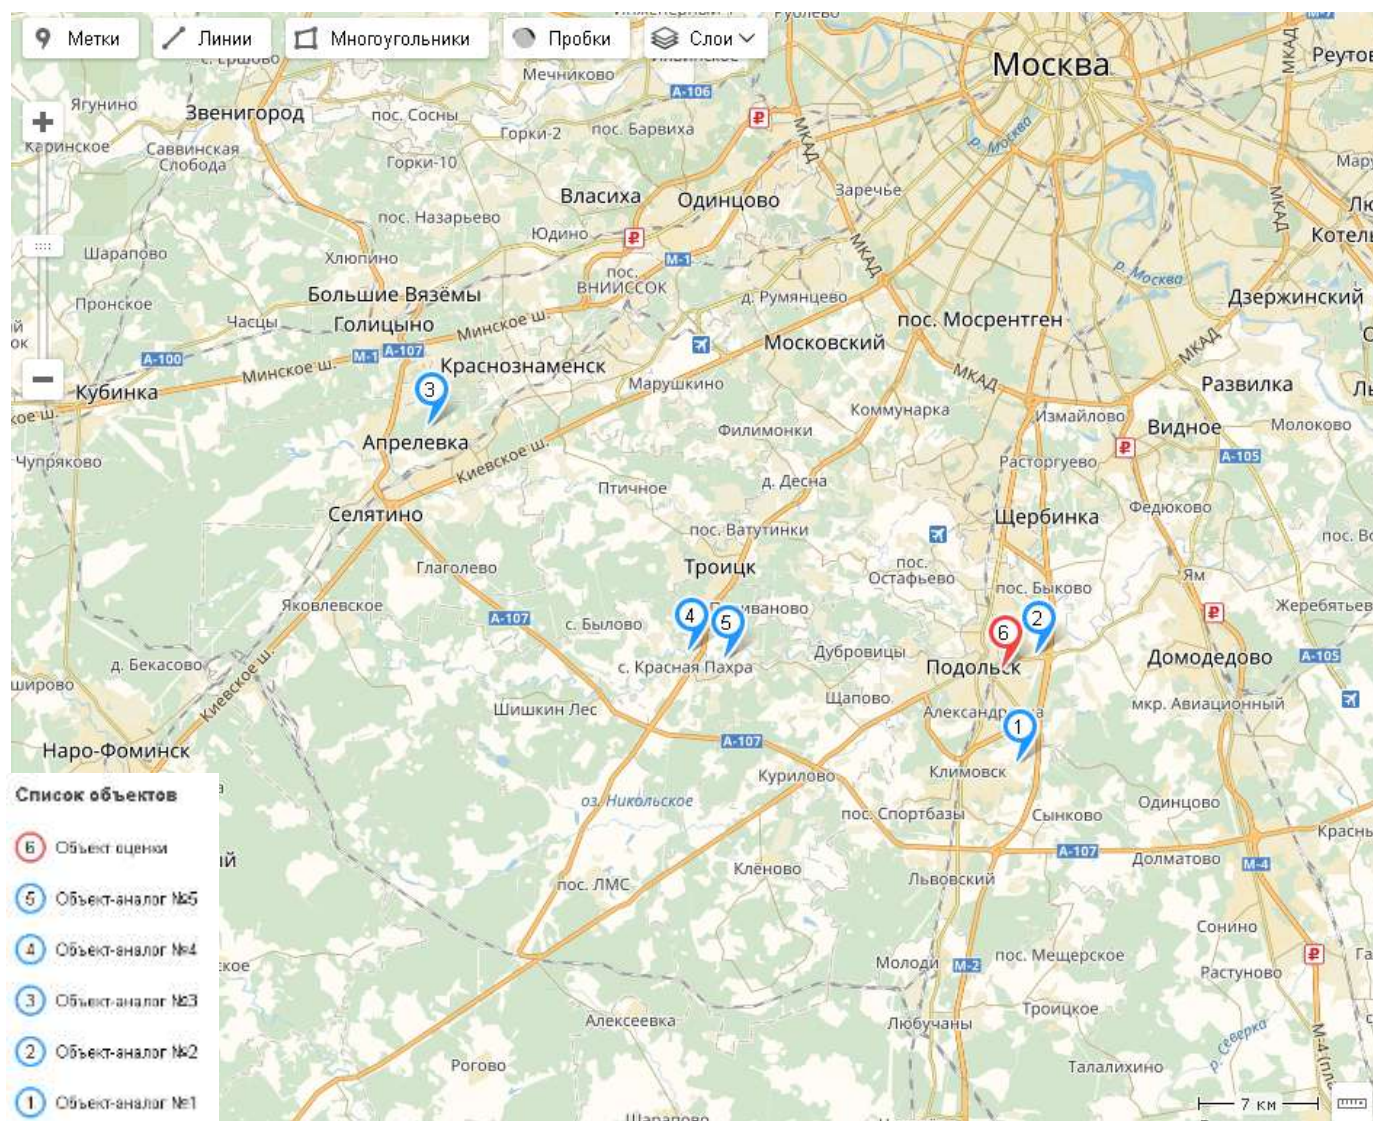 Метки
Линии
Многоугольники
Пробки
Слои
Москва
МКАД
Реутов
с. Ершово
Мечниково
Ягунино
Звенигород
А-106
пос. Сосны
Горки-2
пос. Барвиха
МКАД
р. Москва
Каринское
Саввинская
Слобода
Горки-10
Власиха
Одинцово
Заречье
МКАД
пос. Назарьево
Юдино
Шарапово
Хлюпино
М-1
МКАД
р. Москва
пос.
ВНИИССОК
д. Румянцево
Большие Вязёмы
Пронское
Часцы
Голицыно
Минское ш.
пос. Мосрентген
Дзержинский
Московский
А-100
М-1
А-107
Минское ш.
Краснознаменск
МКАД
МКАД
Кубинка
Марушкино
Развилка
3
Коммунарка
Измайлово
Видное
Молоково
Апрелевка
Филимонки
Чупряково
Киевское ш.
Расторгуево
А-105
Птичное
д. Десна
Селятино
Федюково
Щербинка
пос. Ватутинки
Глаголево
Троицк
пос.
Остафьево
Ям
пос. Быково
Яковлевское
А-107
с. Былово
4
5
6
2
д. Бекасово
с. Красная Пахра
Дубровицы
Подольск
Домодедово
А-105
Киевское ш.
Шишкин Лес
Щапово
мкр. Авиационный
1
Наро-Фоминск
А-107
Курилово
Климовск
оз. Никольское
пос. Спортбазы
Сынково
Одинцово
А-107
Долматово
М-4
Клёново
Львовский
пос. ЛМС
Сонино
Молоди
М-2
пос. Мещерское
Растуново
Алексеевка
Любучаны
Троицкое
р. Северка
Рогово
Талалихино
7 км
Список объектов
6 Объект оценки
5 Объект-аналог №5
4 Объект-аналог №4
3 Объект-аналог №3
2 Объект-аналог №2
1 Объект-аналог №1